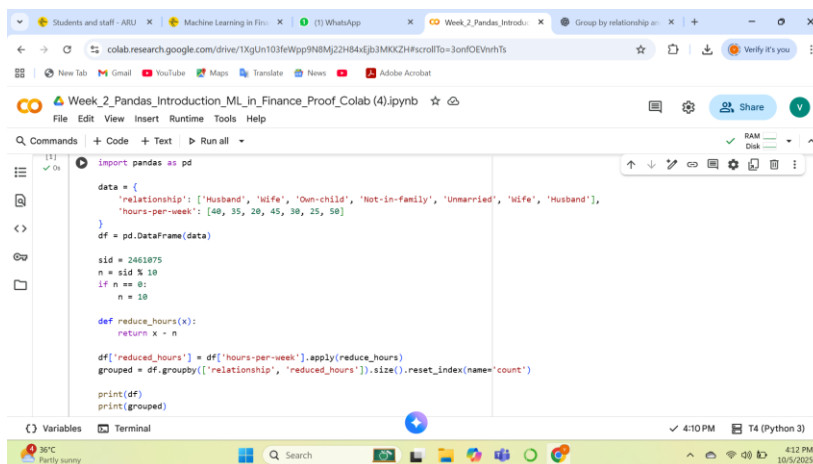 Students and staff - ARU
Machine Learning in Fin
(1) WhatsApp
Week_2_Pandas_Introduc
Group by relationship an
colab.research.google.com/drive/1XgUn103feWpp9N8Mj22H84xEjb3MKKZH#scrollTo=3onfOEVnrhTs
Verify it's you
New Tab Gmail YouTube Maps Translate News Adobe Acrobat
CO Week_2_Pandas_Introduction_ML_in_Finance_Proof_Colab (4).ipynb
Share V
File Edit View Insert Runtime Tools Help
Commands + Code + Text Run all
RAM
Disk
[1]
0s
import pandas as pd
data = {
'relationship': ['Husband', 'Wife', 'Own-child', 'Not-in-family', 'Unmarried', 'Wife', 'Husband'],
'hours-per-week': [40, 35, 20, 45, 30, 25, 50]
}
df = pd.DataFrame(data)
sid = 2461075
n = sid % 10
if n == 0:
n = 10
def reduce_hours(x):
return x - n
df['reduced_hours'] = df['hours-per-week'].apply(reduce_hours)
grouped = df.groupby(['relationship', 'reduced_hours']).size().reset_index(name='count')
print(df)
print(grouped)
{} Variables Terminal
4:10 PM T4 (Python 3)
36°C
Partly sunny
Search
4:12 PM
10/5/2025